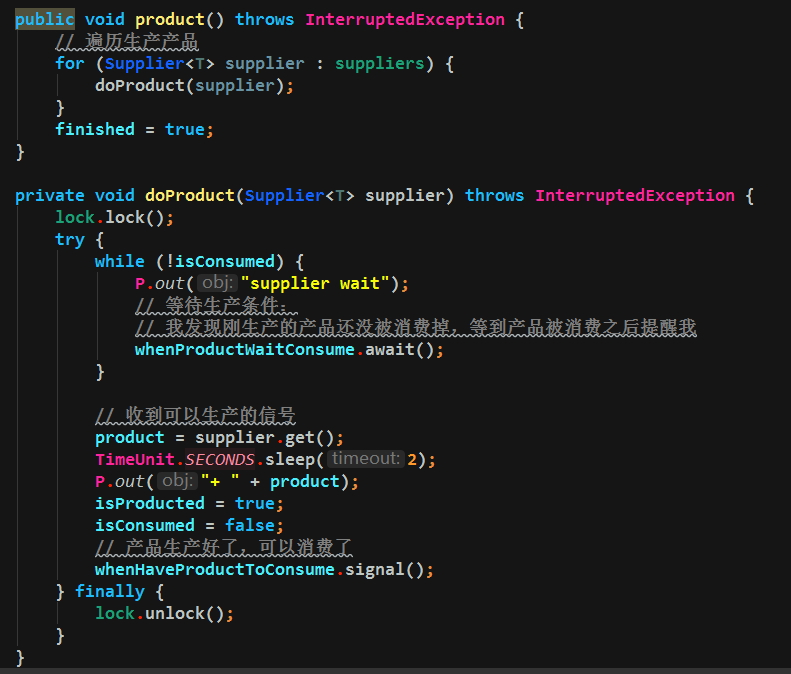 public void product() throws InterruptedException {
    // 遍历生产产品
    for (Supplier<T> supplier : suppliers) {
        doProduct(supplier);
    }
    finished = true;
}

private void doProduct(Supplier<T> supplier) throws InterruptedException {
    lock.lock();
    try {
        while (!isConsumed) {
            P.out( obj: "supplier wait");
            // 等待生产条件：
            // 我发现刚生产的产品还没被消费掉，等到产品被消费之后提醒我
            whenProductWaitConsume.await();
        }

        // 收到可以生产的信号
        product = supplier.get();
        TimeUnit.SECONDS.sleep( timeout: 2);
        P.out( obj: "+ " + product);
        isProducted = true;
        isConsumed = false;
        // 产品生产好了，可以消费了
        whenHaveProductToConsume.signal();
    } finally {
        lock.unlock();
    }
}